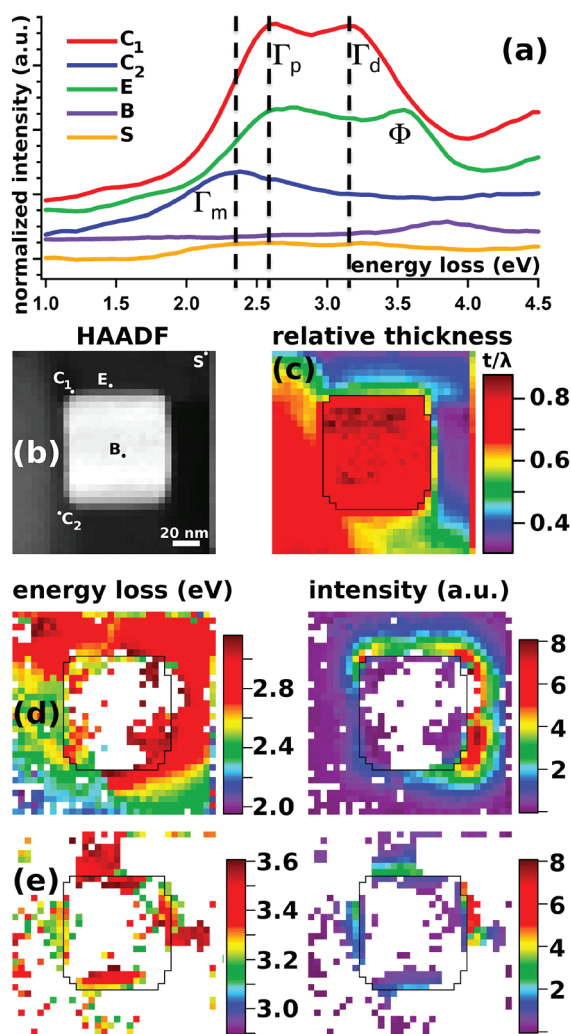 normalized intensity (a.u.)
C1
C2
E
B
S
(a)
Γp
Γd
Γm
Φ
energy loss (eV)
1.0 1.5 2.0 2.5 3.0 3.5 4.0 4.5
HAADF
relative thickness
(b)
C1
E
S
B
C2
20 nm
(c)
t/λ
0.8
0.6
0.4
energy loss (eV)
intensity (a.u.)
(d)
2.8
2.4
2.0
8
6
4
2
(e)
3.6
3.4
3.2
3.0
8
6
4
2